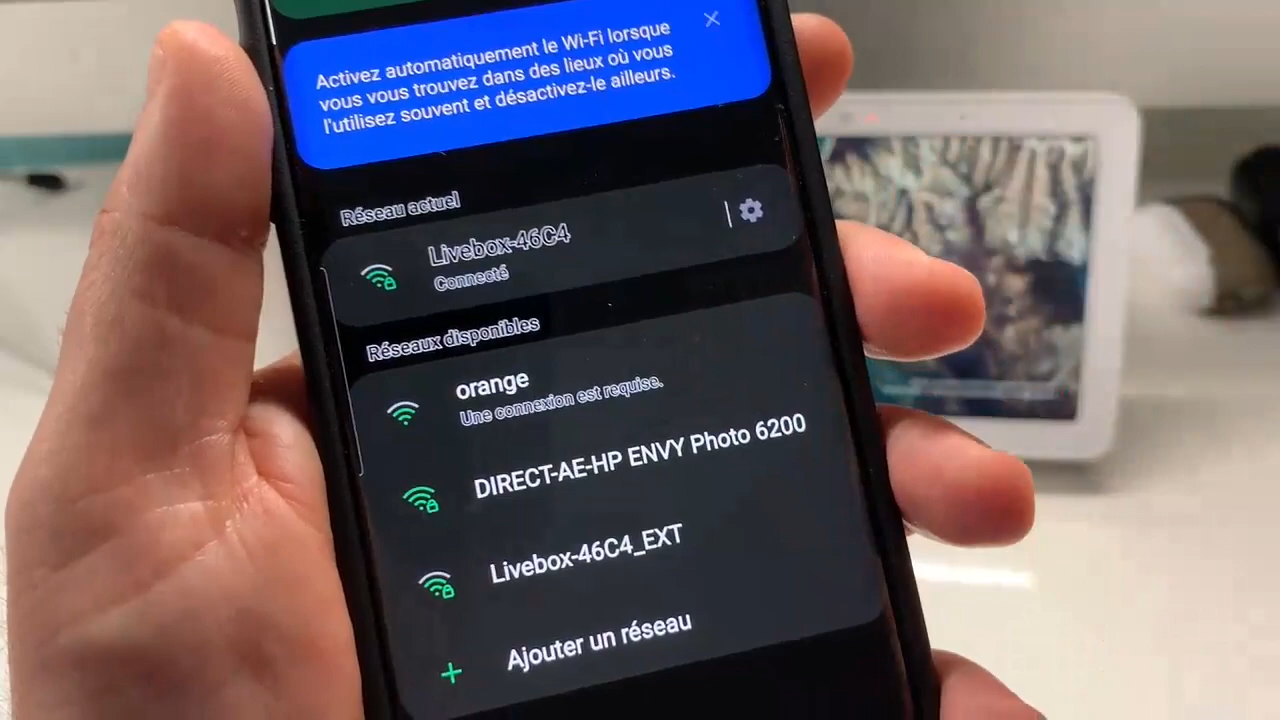 Activez automatiquement le Wi-Fi lorsque
vous vous trouvez dans des lieux où vous
l'utilisez souvent et désactivez-le ailleurs.
Réseau actuel
Livebox-46C4
Connecté
Réseaux disponibles
orange
Une connexion est requise.
DIRECT-AE-HP ENVY Photo 6200
Livebox-46C4_EXT
Ajouter un réseau